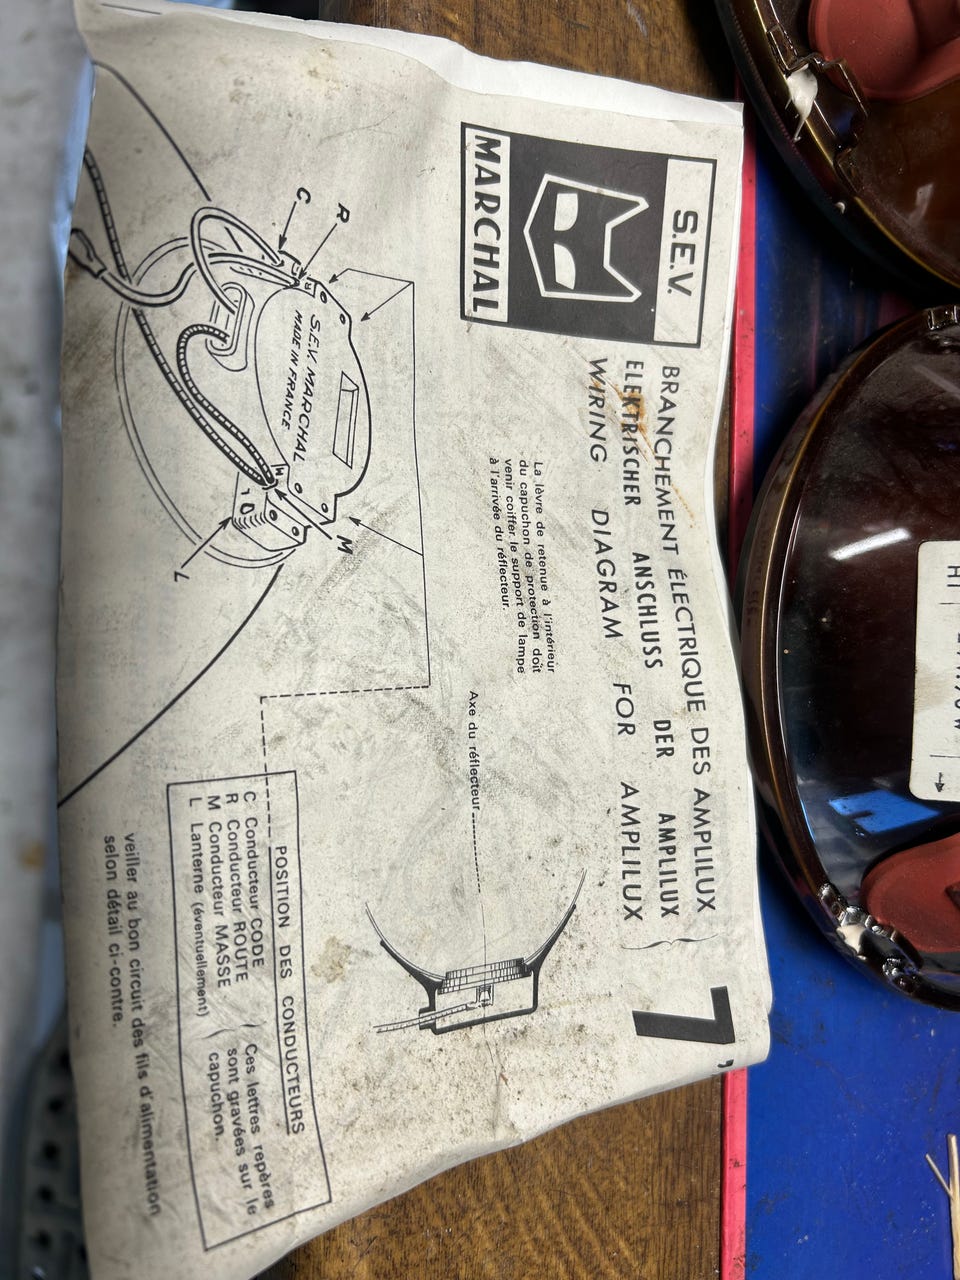 S.E.V.
MARCHAL
BRANCHEMENT ÉLECTRIQUE DES AMPLILUX
ELEKTRISCHER ANSCHLUSS DER AMPLILUX
WIRING DIAGRAM FOR AMPLILUX
7"
La lèvre de retenue à l'intérieur
du capuchon de protection doit
venir coiffer le support de lampe
à l'arrivée du réflecteur.
Axe du réflecteur
R
C
R
S.E.V. MARCHAL
MADE IN FRANCE
M
M
L
POSITION DES CONDUCTEURS
C Conducteur CODE
R Conducteur ROUTE
M Conducteur MASSE
L Lanterne (éventuellement)
Ces lettres repères
sont gravées sur le
capuchon.
veiller au bon circuit des fils d'alimentation
selon détail ci-contre.